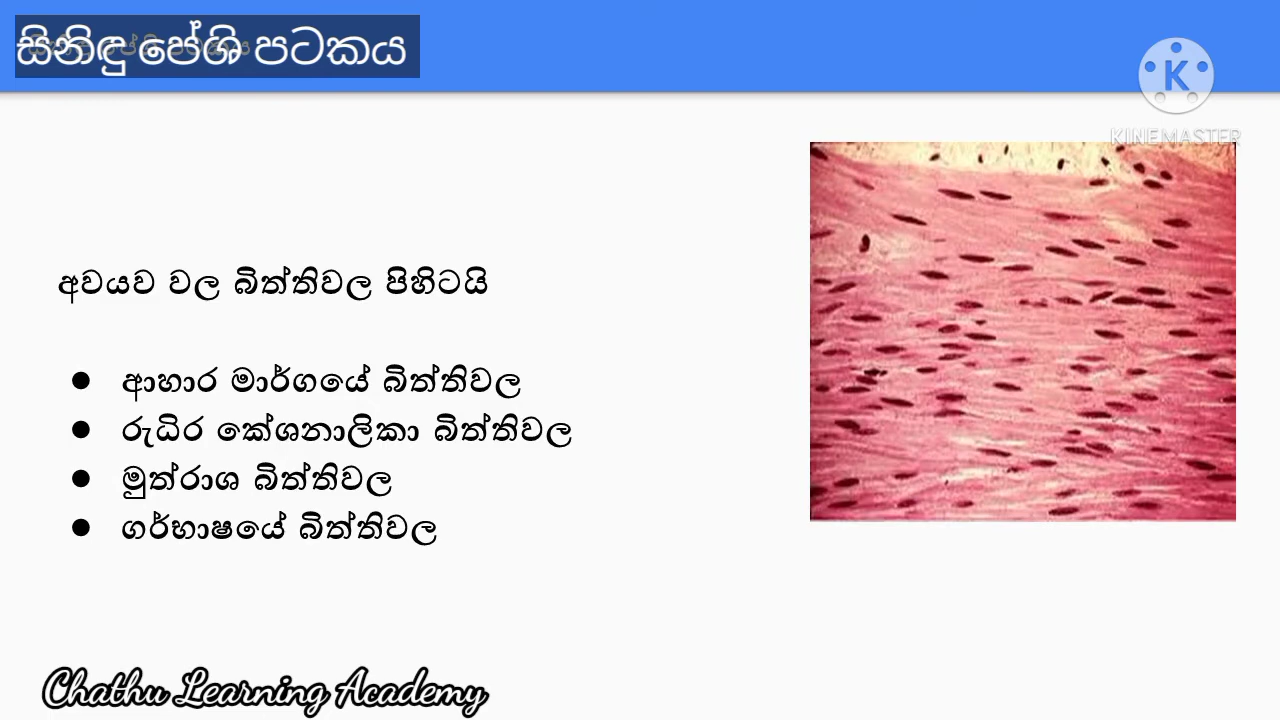 සිනිඳු පේශි පටකය
K
KINEMASTER
අවයව වල බිත්තිවල පිහිටයි
● ආහාර මාර්ගයේ බිත්තිවල
● රුධිර කේශනාලිකා බිත්තිවල
● මුත්රාශ බිත්තිවල
● ගර්භාෂයේ බිත්තිවල
Chathu Learning Academy